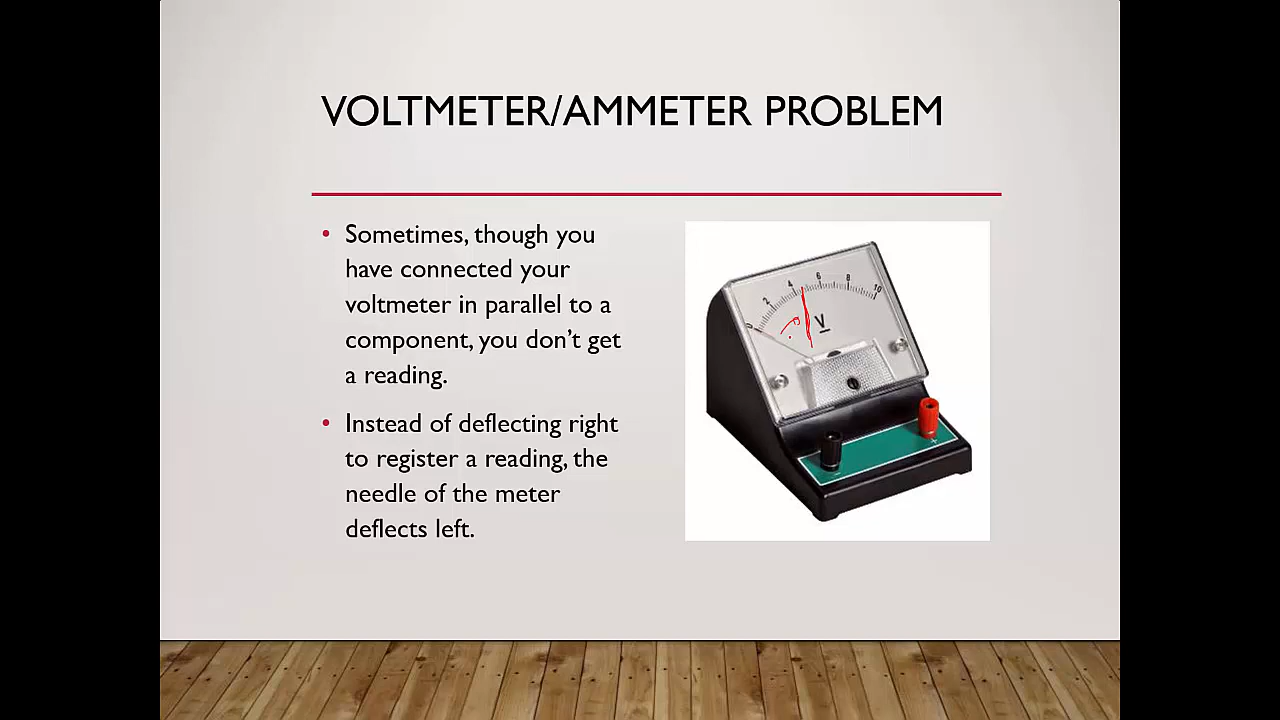 VOLTMETER/AMMETER PROBLEM
• Sometimes, though you
have connected your
voltmeter in parallel to a
component, you don’t get
a reading.
• Instead of deflecting right
to register a reading, the
needle of the meter
deflects left.
0 2 4 6 8 10
V
- +